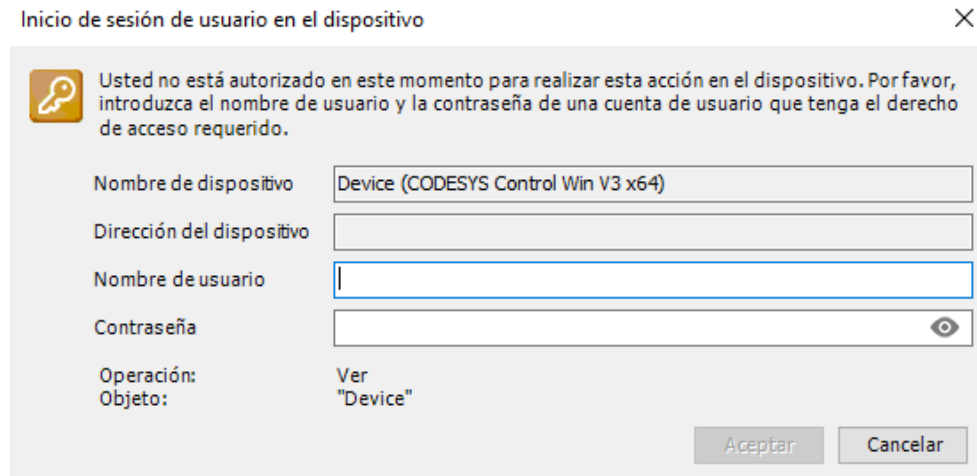 Inicio de sesión de usuario en el dispositivo
Usted no está autorizado en este momento para realizar esta acción en el dispositivo. Por favor,
introduzca el nombre de usuario y la contraseña de una cuenta de usuario que tenga el derecho
de acceso requerido.
Nombre de dispositivo Device (CODESYS Control Win V3 x64)
Dirección del dispositivo
Nombre de usuario
Contraseña
Operación: Ver
Objeto: "Device"
Aceptar Cancelar